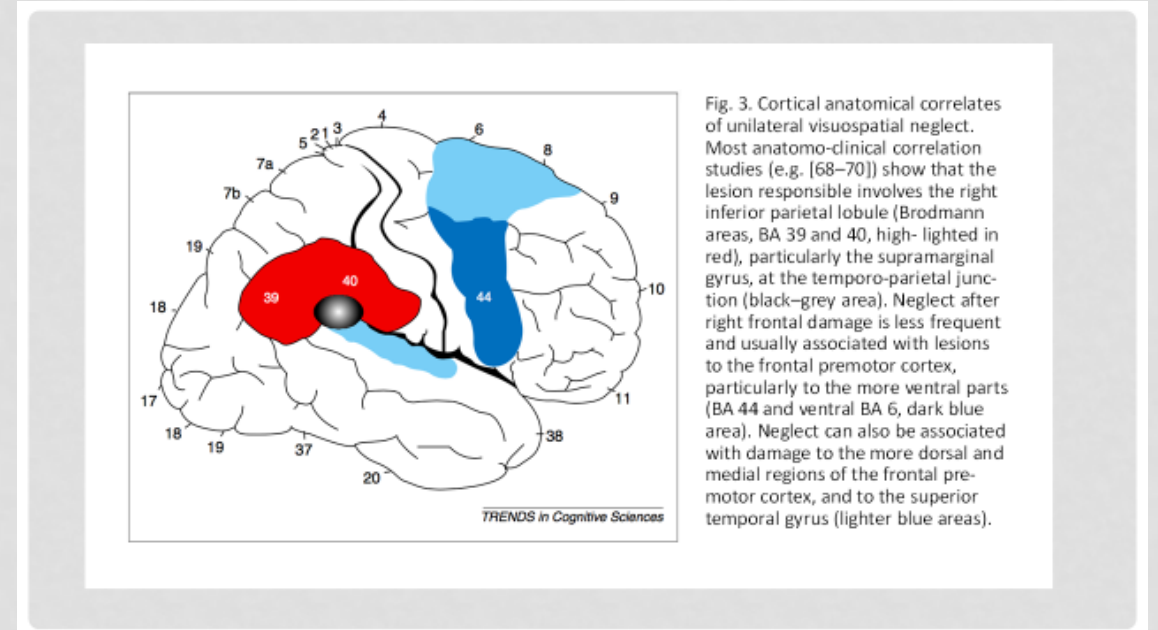 4
6
3
1
2
5
8
7a
7b
9
19
40
39
44
10
18
17
18
19
37
20
38
11
TRENDS in Cognitive Sciences
Fig. 3. Cortical anatomical correlates
of unilateral visuospatial neglect.
Most anatomo-clinical correlation
studies (e.g. [68–70]) show that the
lesion responsible involves the right
inferior parietal lobule (Brodmann
areas, BA 39 and 40, high- lighted in
red), particularly the supramarginal
gyrus, at the temporo-parietal junc-
tion (black–grey area). Neglect after
right frontal damage is less frequent
and usually associated with lesions
to the frontal premotor cortex,
particularly to the more ventral parts
(BA 44 and ventral BA 6, dark blue
area). Neglect can also be associated
with damage to the more dorsal and
medial regions of the frontal pre-
motor cortex, and to the superior
temporal gyrus (lighter blue areas).